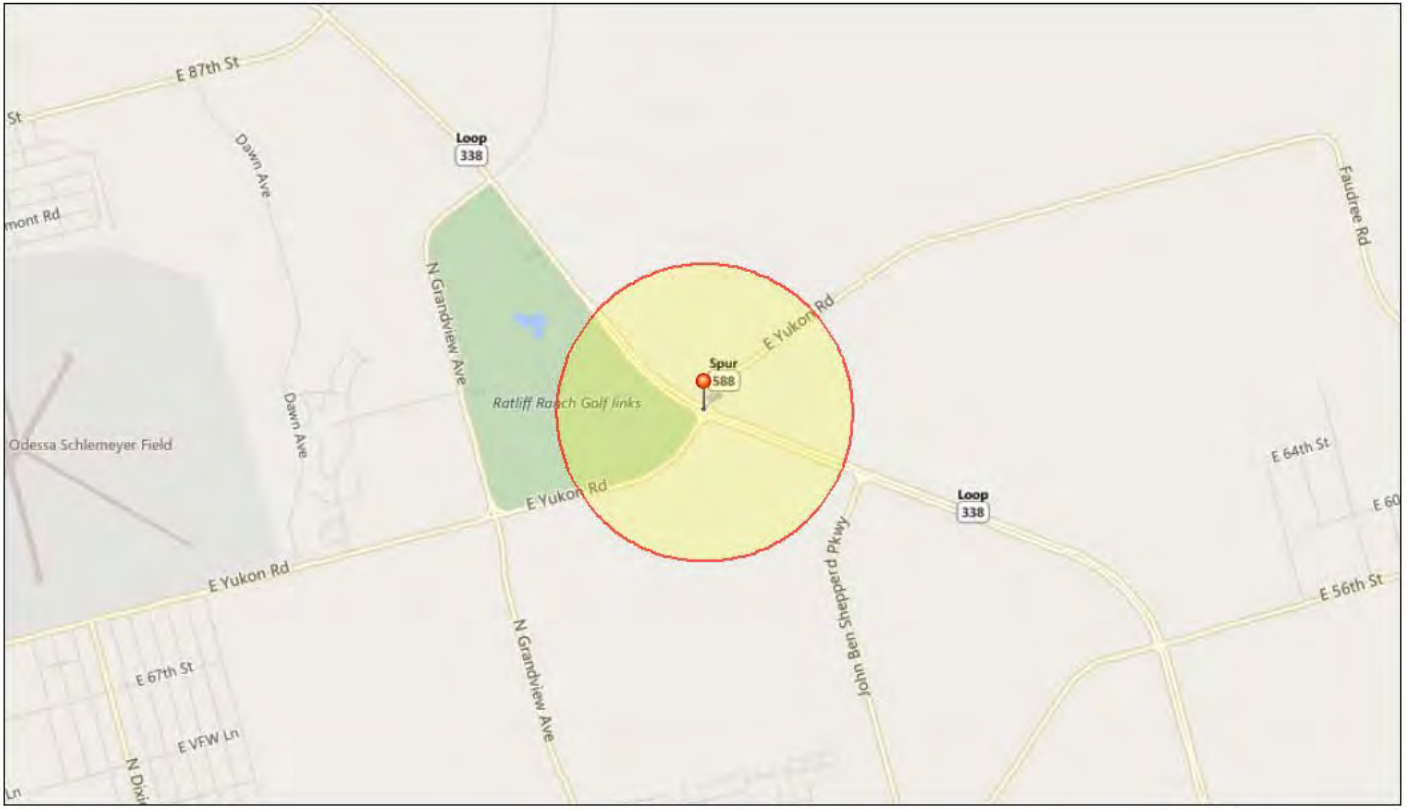 E 87th St
St
Loop
338
Dawn Ave
Faudree Rd
mont Rd
N Grandview Ave
E Yukon Rd
Spur
588
Ratliff Ranch Golf links
Dawn Ave
Odessa Schlemeyer Field
E 64th St
E Yukon Rd
Loop
338
E 60
John Ben Shepperd Pkwy
E Yukon Rd
E 56th St
N Grandview Ave
E 67th St
E VFW Ln
N Dixi
Ln